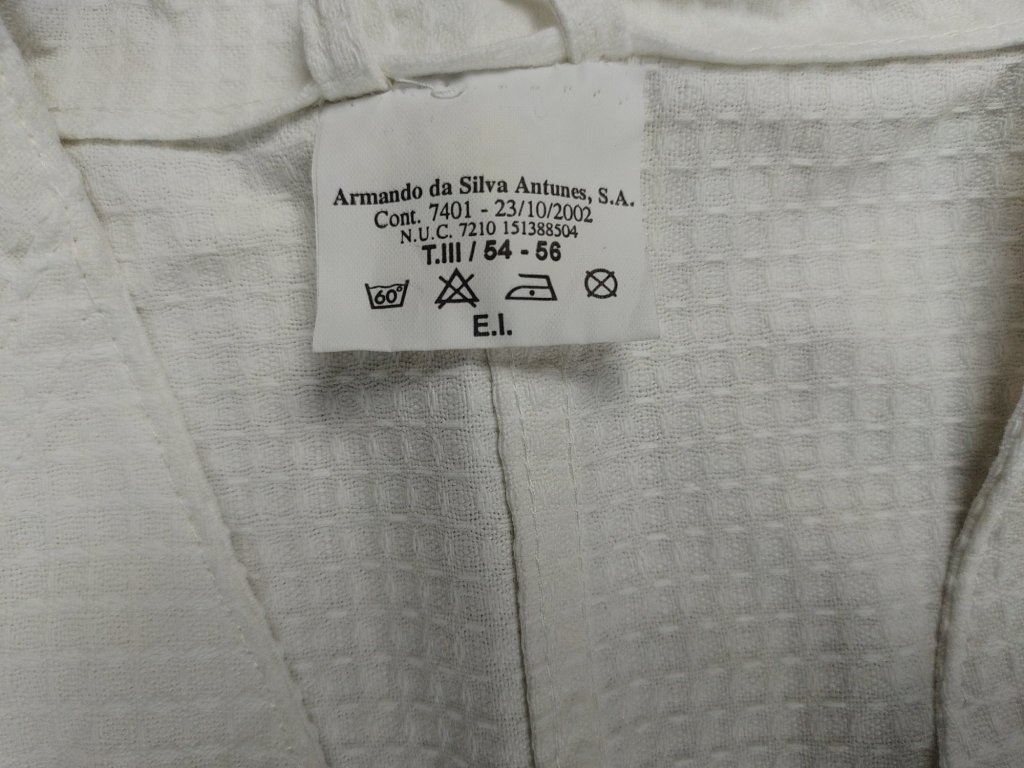 Armando da Silva Antunes, S.A.
Cont. 7401 - 23/10/2002
N.U.C. 7210 151388504
T.III / 54 - 56
60°
E.I.